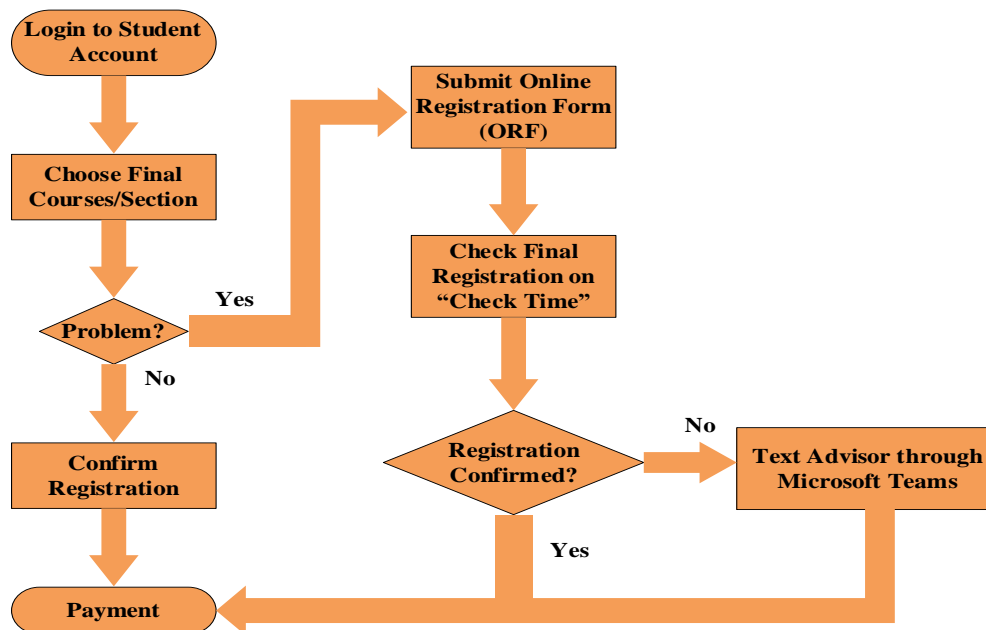 Login to Student
Account
Choose Final
Courses/Section
Problem?
Yes
No
Confirm
Registration
Payment
Submit Online
Registration Form
(ORF)
Check Final
Registration on
“Check Time”
Registration
Confirmed?
No
Yes
Text Advisor through
Microsoft Teams